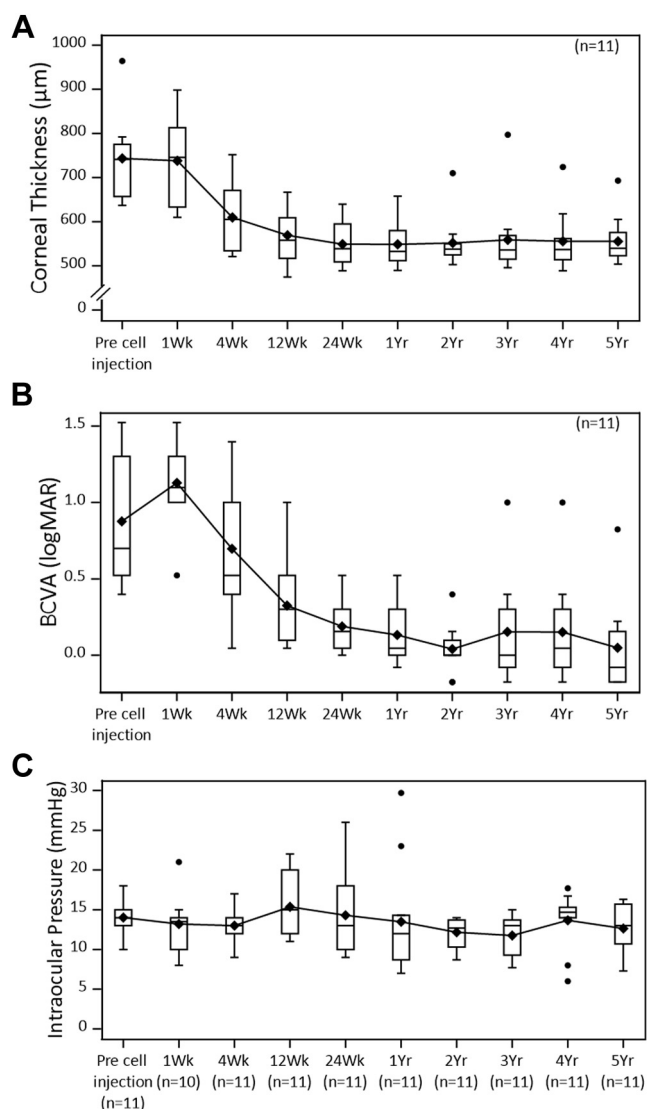 A
Corneal Thickness (μm)
(n=11)
1000
900
800
700
600
500
0
Pre cell 1Wk 4Wk 12Wk 24Wk 1Yr 2Yr 3Yr 4Yr 5Yr
injection
B
BCVA (logMAR)
(n=11)
1.5
1.0
0.5
0.0
Pre cell 1Wk 4Wk 12Wk 24Wk 1Yr 2Yr 3Yr 4Yr 5Yr
injection
C
Intraocular Pressure (mmHg)
30
25
20
15
10
5
0
Pre cell 1Wk 4Wk 12Wk 24Wk 1Yr 2Yr 3Yr 4Yr 5Yr
injection (n=10) (n=11) (n=11) (n=11) (n=11) (n=11) (n=11) (n=11) (n=11)
(n=11)